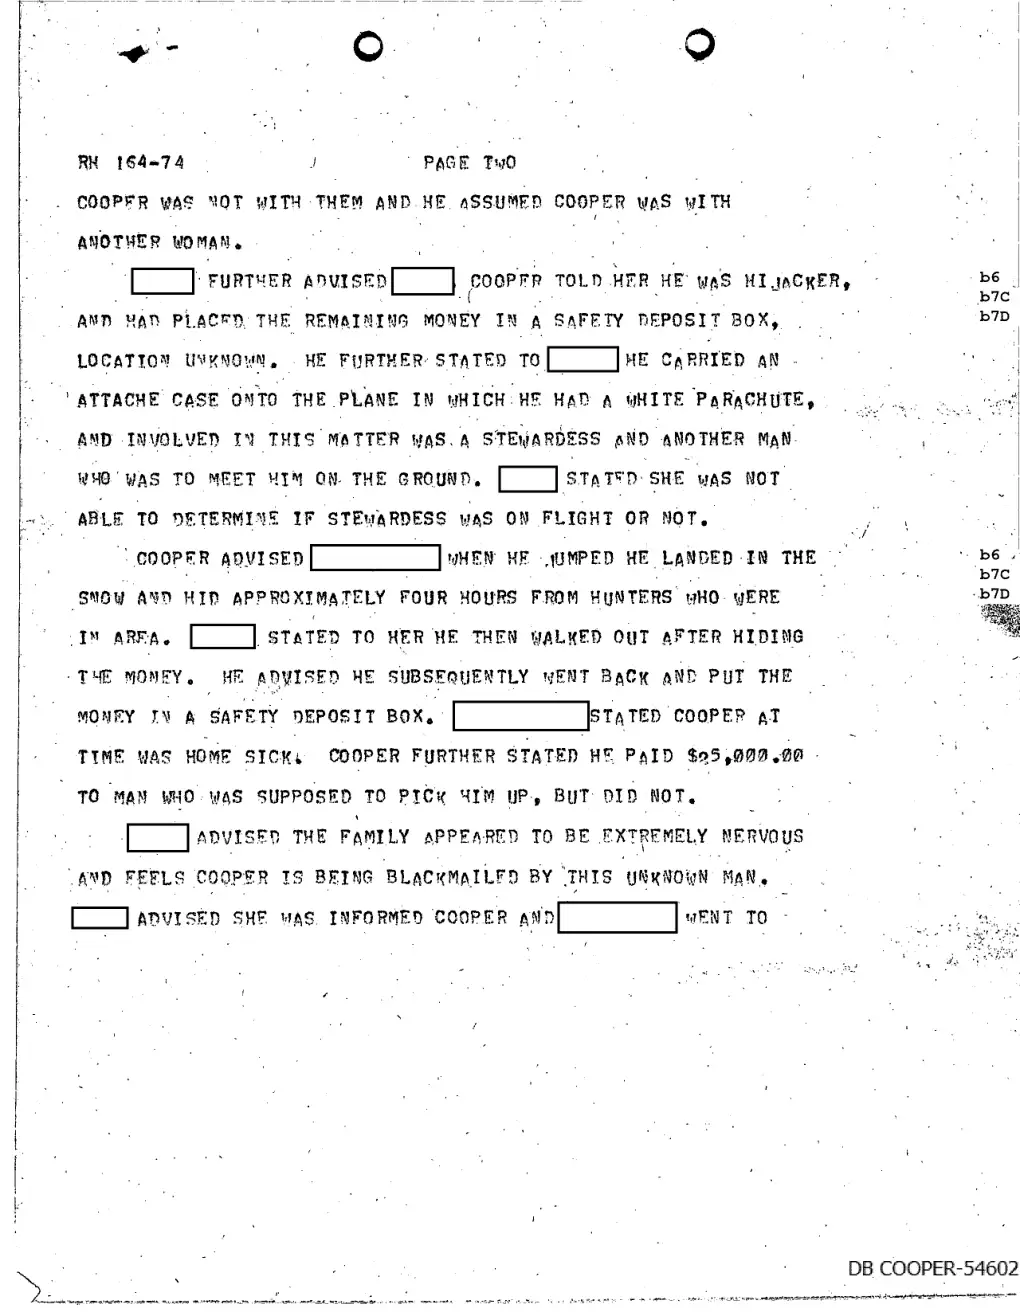 RH 164-74 PAGE TWO
COOPER WAS NOT WITH THEM AND HE ASSUMED COOPER WAS WITH
ANOTHER WOMAN.
FURTHER ADVISED COOPER TOLD HER HE WAS HIJACKER, b6
b7C
AND HAD PLACED THE REMAINING MONEY IN A SAFETY DEPOSIT BOX, b7D
LOCATION UNKNOWN. HE FURTHER STATED TO HE CARRIED AN
ATTACHE CASE ONTO THE PLANE IN WHICH HE HAD A WHITE PARACHUTE,
AND INVOLVED IN THIS MATTER WAS A STEWARDESS AND ANOTHER MAN
WHO WAS TO MEET HIM ON THE GROUND. STATED SHE WAS NOT
ABLE TO DETERMINE IF STEWARDESS WAS ON FLIGHT OR NOT.
COOPER ADVISED WHEN HE JUMPED HE LANDED IN THE b6
b7C
SNOW AND HID APPROXIMATELY FOUR HOURS FROM HUNTERS WHO WERE b7D
IN AREA. STATED TO HER HE THEN WALKED OUT AFTER HIDING
THE MONEY. HE ADVISED HE SUBSEQUENTLY WENT BACK AND PUT THE
MONEY IN A SAFETY DEPOSIT BOX. STATED COOPER AT
TIME WAS HOME SICK. COOPER FURTHER STATED HE PAID $25,000.00
TO MAN WHO WAS SUPPOSED TO PICK HIM UP, BUT DID NOT.
ADVISED THE FAMILY APPEARED TO BE EXTREMELY NERVOUS
AND FEELS COOPER IS BEING BLACKMAILED BY THIS UNKNOWN MAN.
ADVISED SHE WAS INFORMED COOPER AND WENT TO
DB COOPER-54602